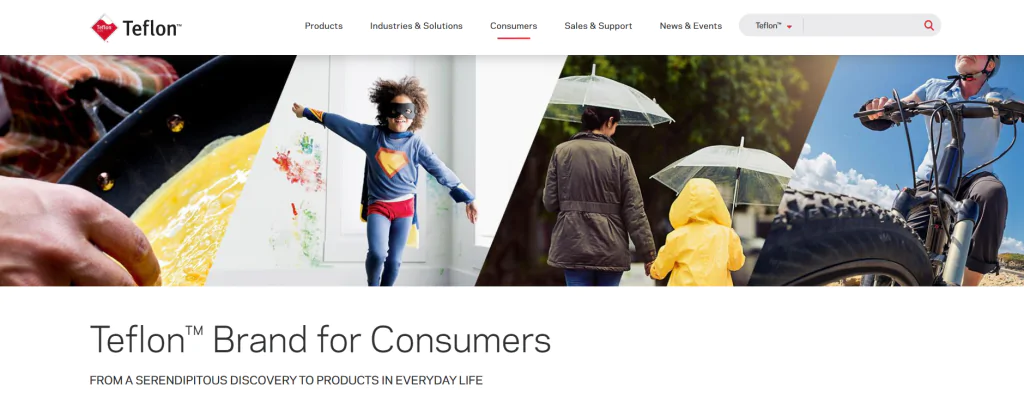 Teflon Teflon™
Products Industries & Solutions Consumers Sales & Support News & Events Teflon™
Teflon™ Brand for Consumers
FROM A SERENDIPITOUS DISCOVERY TO PRODUCTS IN EVERYDAY LIFE